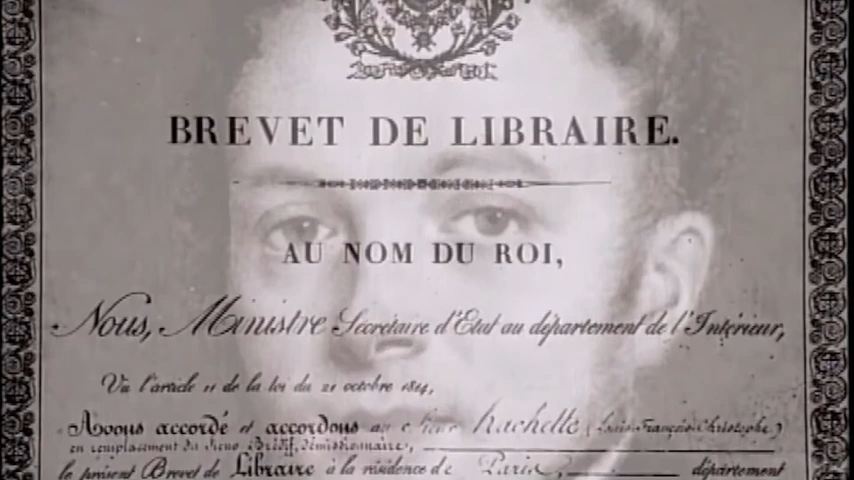 BREVET DE LIBRAIRE.
AU NOM DU ROI,
Nous, Ministre Secrétaire d'Etat au département de l'Intérieur,
Vu l'article 11 de la loi du 21 octobre 1814,
Avons accordé et accordons au Sieur hachette (Louis-François-Christophe)
en remplacement du Sieur Brédif, démissionnaire,
le présent Brevet de Libraire à la résidence de Paris, département